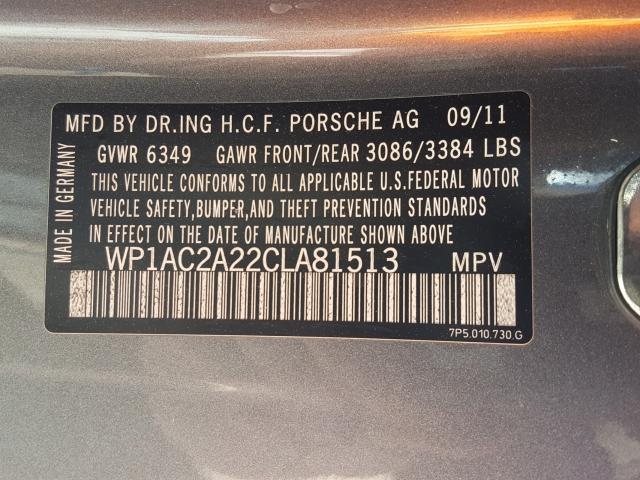 MFD BY DR.ING H.C.F. PORSCHE AG 09/11
GVWR 6349 GAWR FRONT/REAR 3086/3384 LBS
THIS VEHICLE CONFORMS TO ALL APPLICABLE U.S.FEDERAL MOTOR
VEHICLE SAFETY,BUMPER,AND THEFT PREVENTION STANDARDS
IN EFFECT ON THE DATE OF MANUFACTURE SHOWN ABOVE.
WP1AC2A22CLA81513 MPV
7P5.010.730.G
MADE IN GERMANY